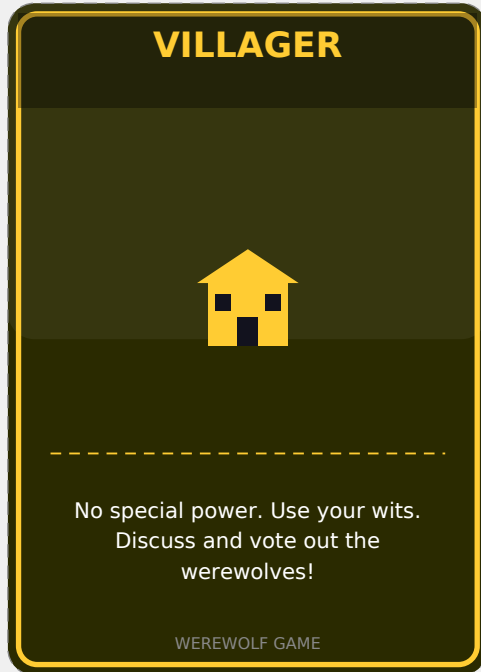 VILLAGER
No special power. Use your wits.
Discuss and vote out the
werewolves!
WEREWOLF GAME